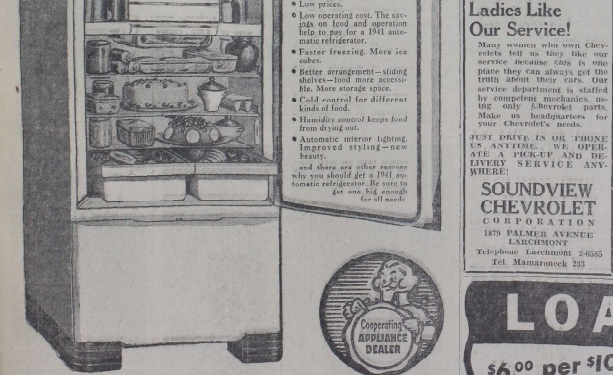 • Low prices.
• Low operating cost. The sav-
ings on food and operation
help to pay for a 1941 auto-
matic refrigerator.
• Faster freezing. More ice
cubes.
• Better arrangement—sliding
shelves—food more accessi-
ble. More storage space.
• Cold control for different
kinds of food.
• Humidity control keeps food
from drying out.
• Automatic interior lighting.
Improved styling—new
beauty.
. . . and there are other reasons
why you should get a 1941 au-
tomatic refrigerator. Be sure to
get one big enough
for all needs.
Cooperating
APPLIANCE
DEALER
Ladies Like
Our Service!
Many women who own Chev-
rolets tell us they like our
service because this is one
place they can always get the
truth about their cars. Our
service department is staffed
by competent mechanics, us-
ing only Chevrolet parts.
Make us headquarters for
your Chevrolet's needs.
JUST DRIVE IN OR PHONE
US ANYTIME. WE OPER-
ATE A PICK-UP AND DE-
LIVERY SERVICE ANY-
WHERE!
SOUNDVIEW
CHEVROLET
CORPORATION
1879 PALMER AVENUE
LARCHMONT
Telephone Larchmont 2-0585
Tel. Mamaroneck 233
LOA
$6.00 per $10